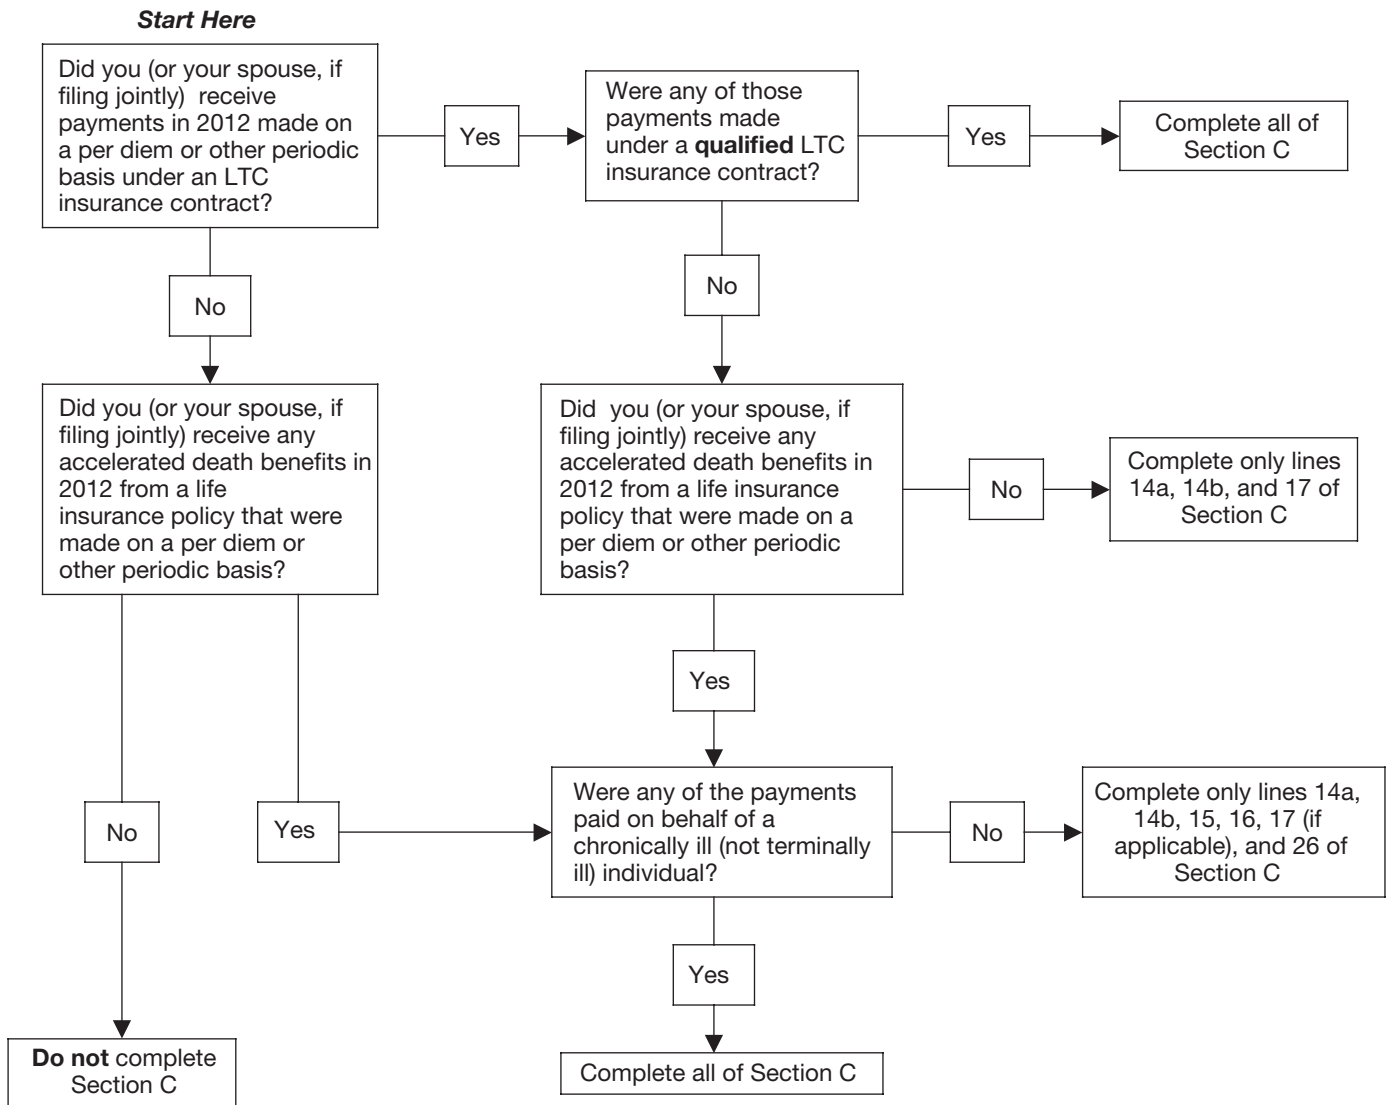 Start Here
Did you (or your spouse, if
filing jointly) receive
payments in 2012 made on
a per diem or other periodic
basis under an LTC
insurance contract?
Yes
Were any of those
payments made
under a qualified LTC
insurance contract?
Yes
Complete all of
Section C
No
No
Did you (or your spouse, if
filing jointly) receive any
accelerated death benefits in
2012 from a life
insurance policy that were
made on a per diem or
other periodic basis?
Did you (or your spouse, if
filing jointly) receive any
accelerated death benefits in
2012 from a life insurance
policy that were made on a
per diem or other periodic
basis?
No
Complete only lines
14a, 14b, and 17 of
Section C
Yes
No
Yes
Were any of the payments
paid on behalf of a
chronically ill (not terminally
ill) individual?
No
Complete only lines 14a,
14b, 15, 16, 17 (if
applicable), and 26 of
Section C
Yes
Do not complete
Section C
Complete all of Section C